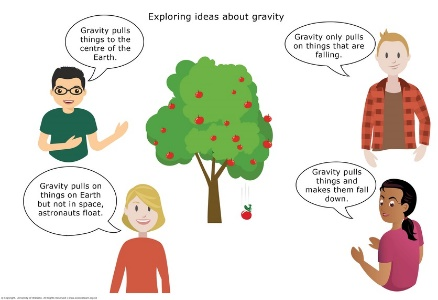 Exploring ideas about gravity
Gravity pulls
things to the
centre of the
Earth.
Gravity only pulls
on things that are
falling.
Gravity pulls on
things on Earth
but not in space,
astronauts float.
Gravity pulls
things and
makes them fall
down.